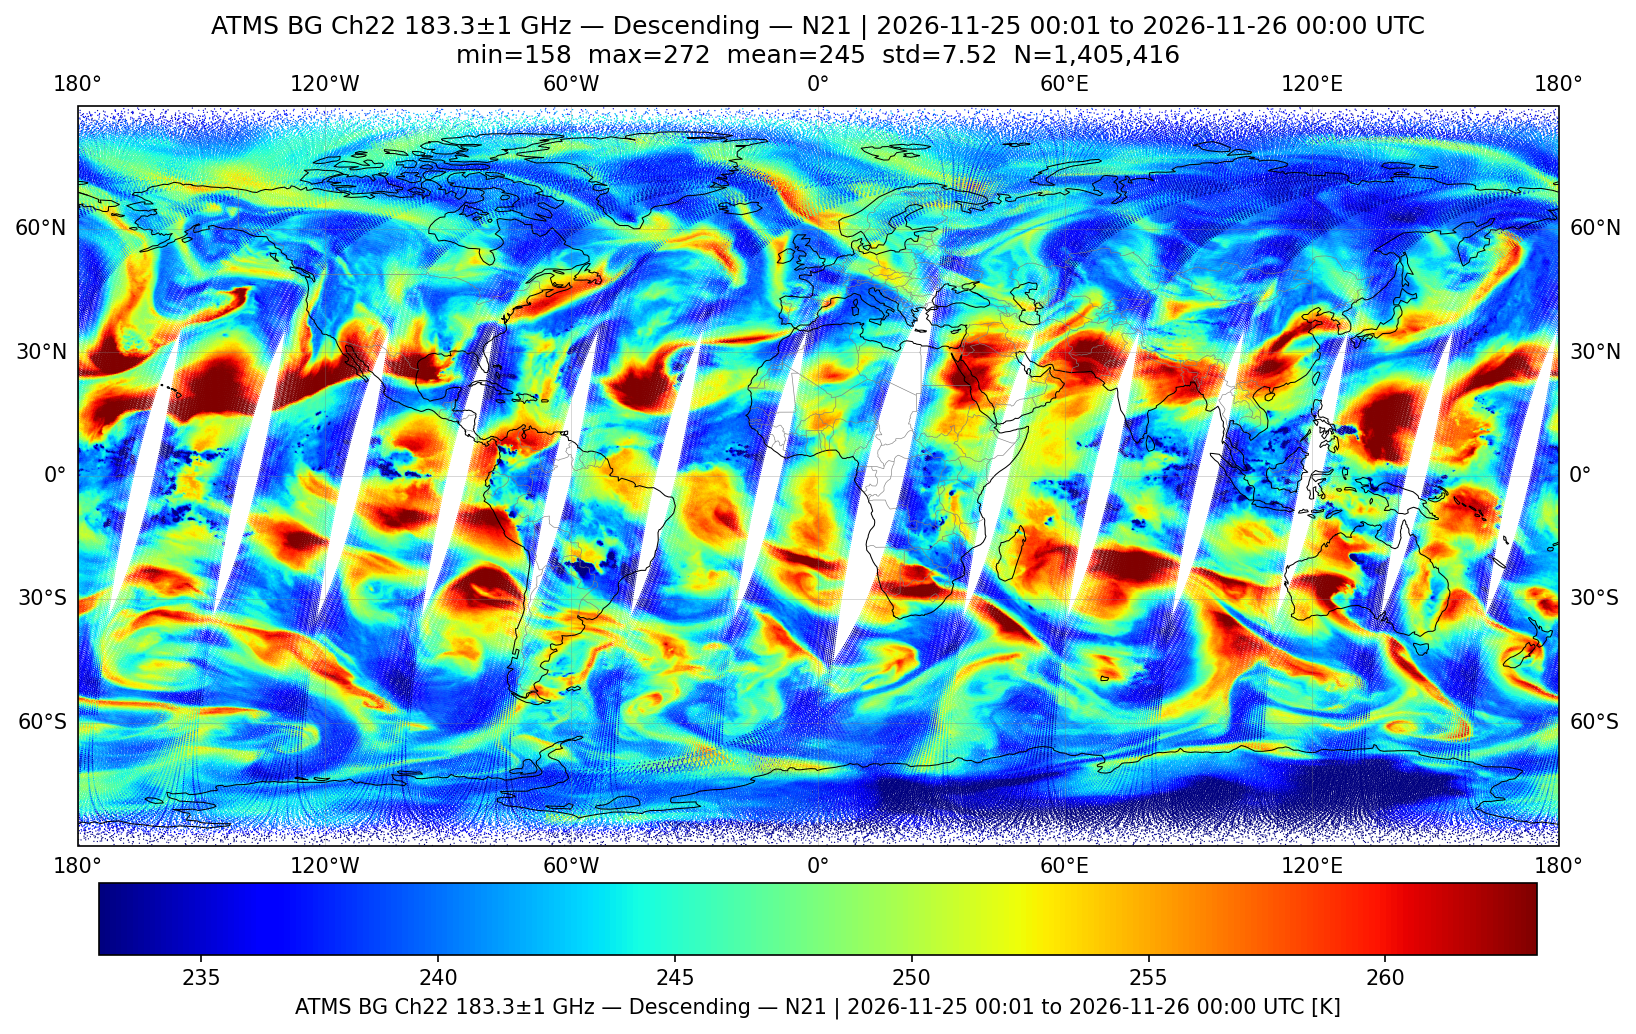 ATMS BG Ch22 183.3±1 GHz — Descending — N21 | 2026-11-25 00:01 to 2026-11-26 00:00 UTC
min=158 max=272 mean=245 std=7.52 N=1,405,416
180° 120°W 60°W 0° 60°E 120°E 180°
60°N 60°N
30°N 30°N
0° 0°
30°S 30°S
60°S 60°S
180° 120°W 60°W 0° 60°E 120°E 180°
235 240 245 250 255 260
ATMS BG Ch22 183.3±1 GHz — Descending — N21 | 2026-11-25 00:01 to 2026-11-26 00:00 UTC [K]